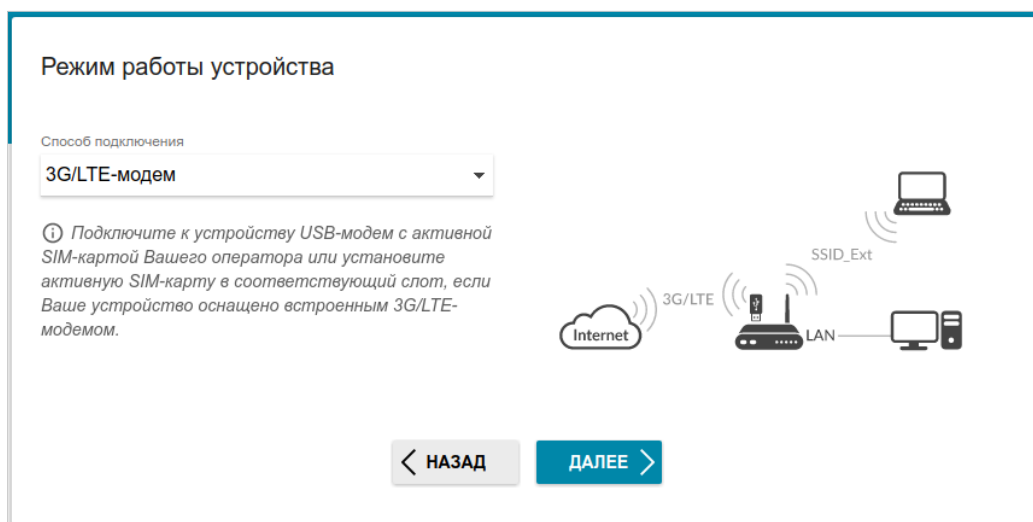 Режим работы устройства
Способ подключения
3G/LTE-модем
Подключите к устройству USB-модем с активной
SIM-картой Вашего оператора или установите
активную SIM-карту в соответствующий слот, если
Ваше устройство оснащено встроенным 3G/LTE-
модемом.
SSID_Ext
3G/LTE
Internet
LAN
НАЗАД
ДАЛЕЕ